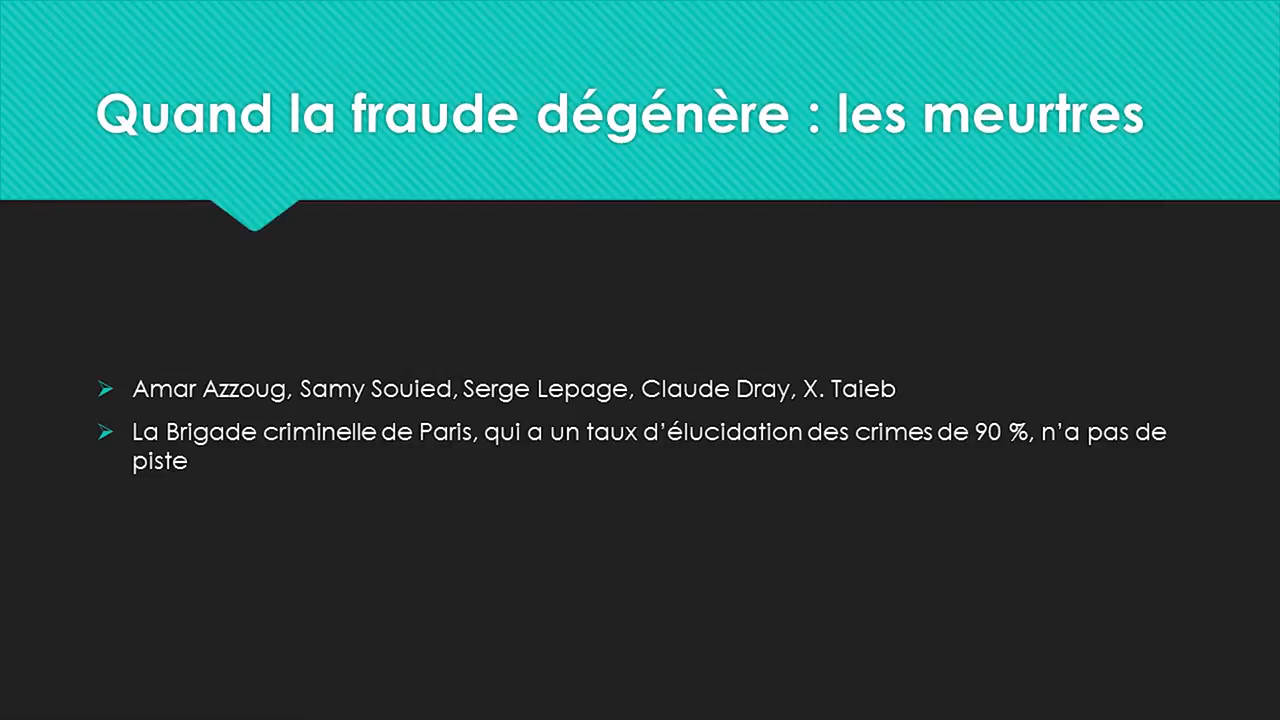 Quand la fraude dégénère : les meurtres
Amar Azzoug, Samy Souied, Serge Lepage, Claude Dray, X. Taieb
La Brigade criminelle de Paris, qui a un taux d’élucidation des crimes de 90 %, n’a pas de
piste